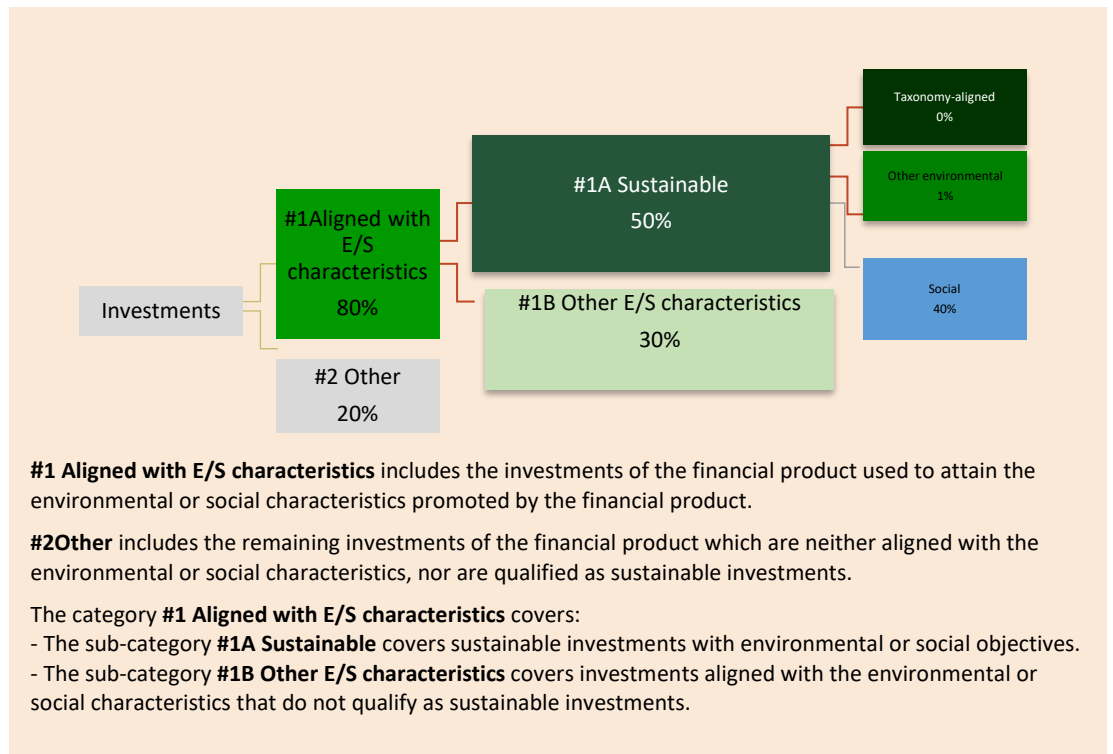 Taxonomy-aligned
0%
#1A Sustainable
50%
Other environmental
1%
#1Aligned with
E/S
characteristics
80%
Social
40%
Investments
#1B Other E/S characteristics
30%
#2 Other
20%
#1 Aligned with E/S characteristics includes the investments of the financial product used to attain the
environmental or social characteristics promoted by the financial product.
#2Other includes the remaining investments of the financial product which are neither aligned with the
environmental or social characteristics, nor are qualified as sustainable investments.
The category #1 Aligned with E/S characteristics covers:
- The sub-category #1A Sustainable covers sustainable investments with environmental or social objectives.
- The sub-category #1B Other E/S characteristics covers investments aligned with the environmental or
social characteristics that do not qualify as sustainable investments.